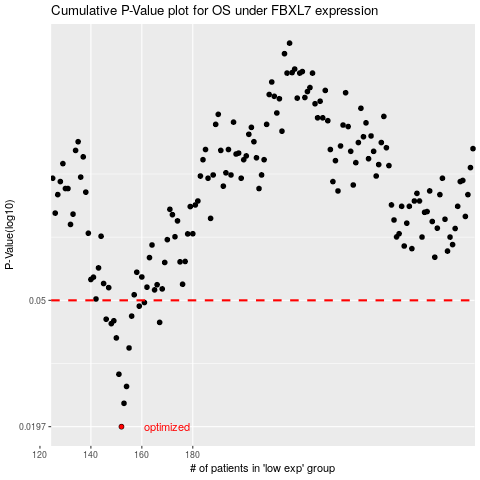 Cumulative P-Value plot for OS under FBXL7 expression
P-Value(log10)
0.05
0.0197
optimized
120 140 160 180
# of patients in 'low exp' group